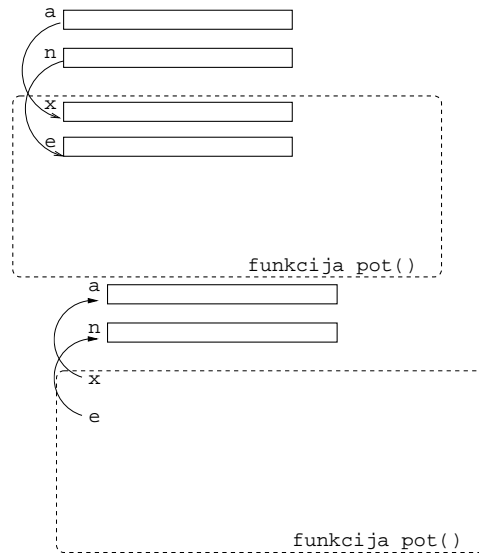 a
n
x
e
funkcija pot()
a
n
x
e
funkcija pot()